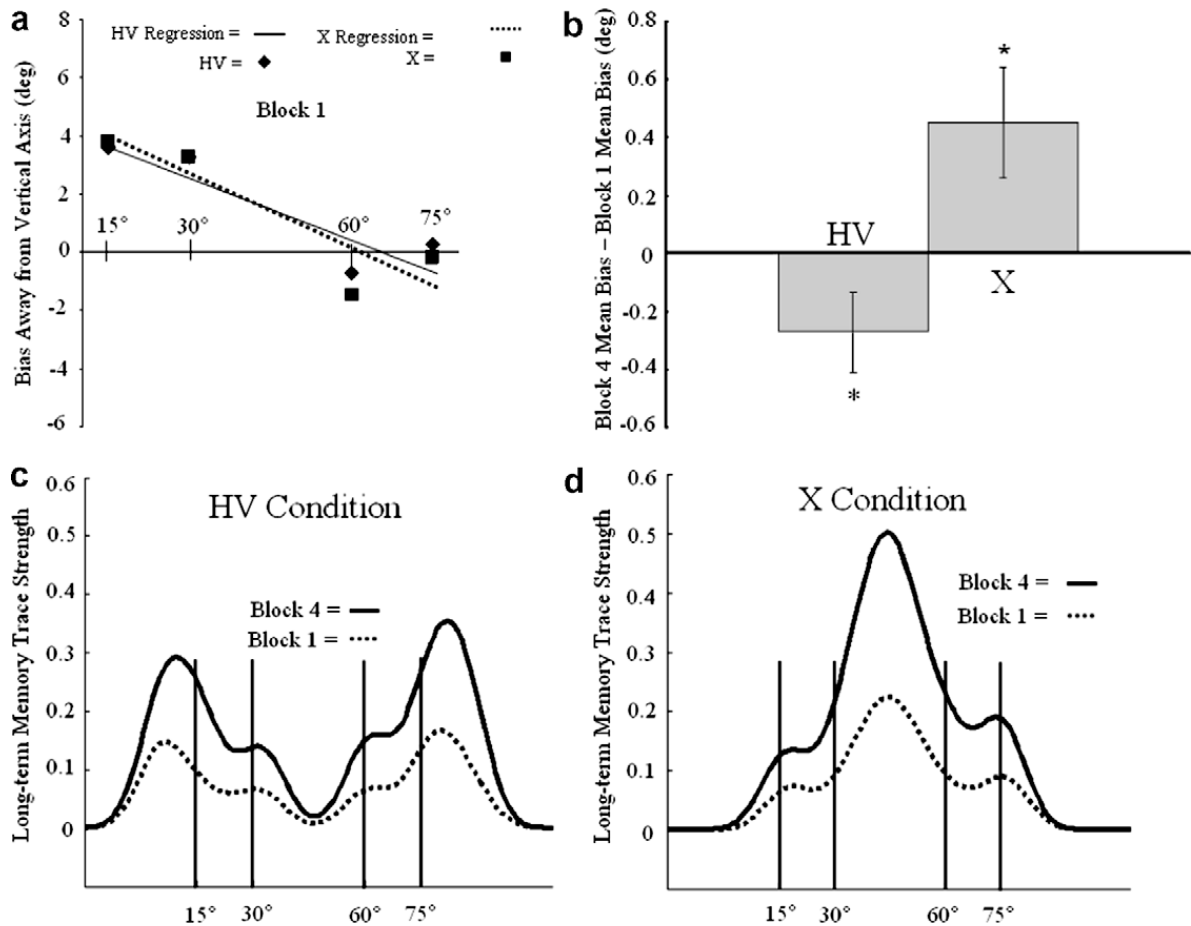 a
8
6
4
2
0
-2
-4
-6
Bias Away from Vertical Axis (deg)
HV Regression =
X Regression =
HV =
X =
Block 1
15°
30°
60°
75°
b
0.8
0.6
0.4
0.2
0
-0.2
-0.4
-0.6
Block 4 Mean Bias – Block 1 Mean Bias (deg)
*
HV
X
*
c
0.6
0.5
0.4
0.3
0.2
0.1
0
Long-term Memory Trace Strength
HV Condition
Block 4 =
Block 1 =
15°
30°
60°
75°
d
0.6
0.5
0.4
0.3
0.2
0.1
0
Long-term Memory Trace Strength
X Condition
Block 4 =
Block 1 =
15°
30°
60°
75°